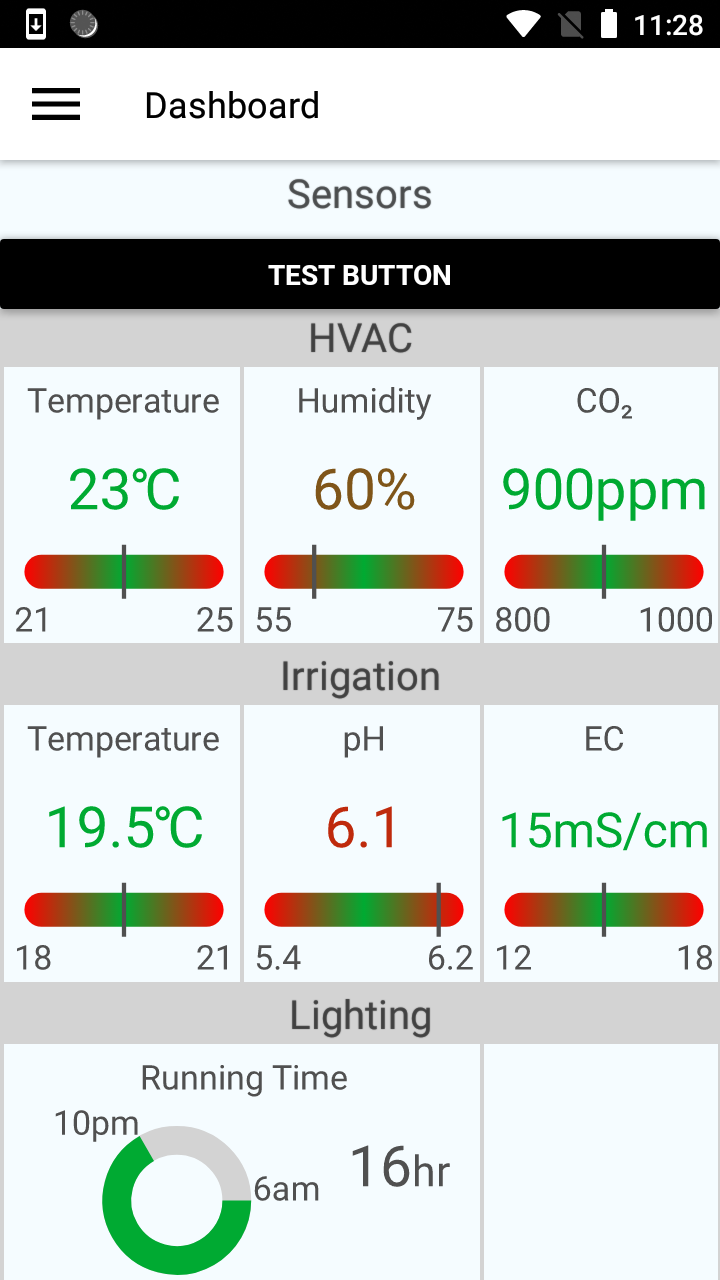 11:28
Dashboard
Sensors
TEST BUTTON
HVAC
Temperature Humidity CO₂
23℃ 60% 900ppm
21 25 55 75 800 1000
Irrigation
Temperature pH EC
19.5℃ 6.1 15mS/cm
18 21 5.4 6.2 12 18
Lighting
Running Time
10pm
6am 16hr